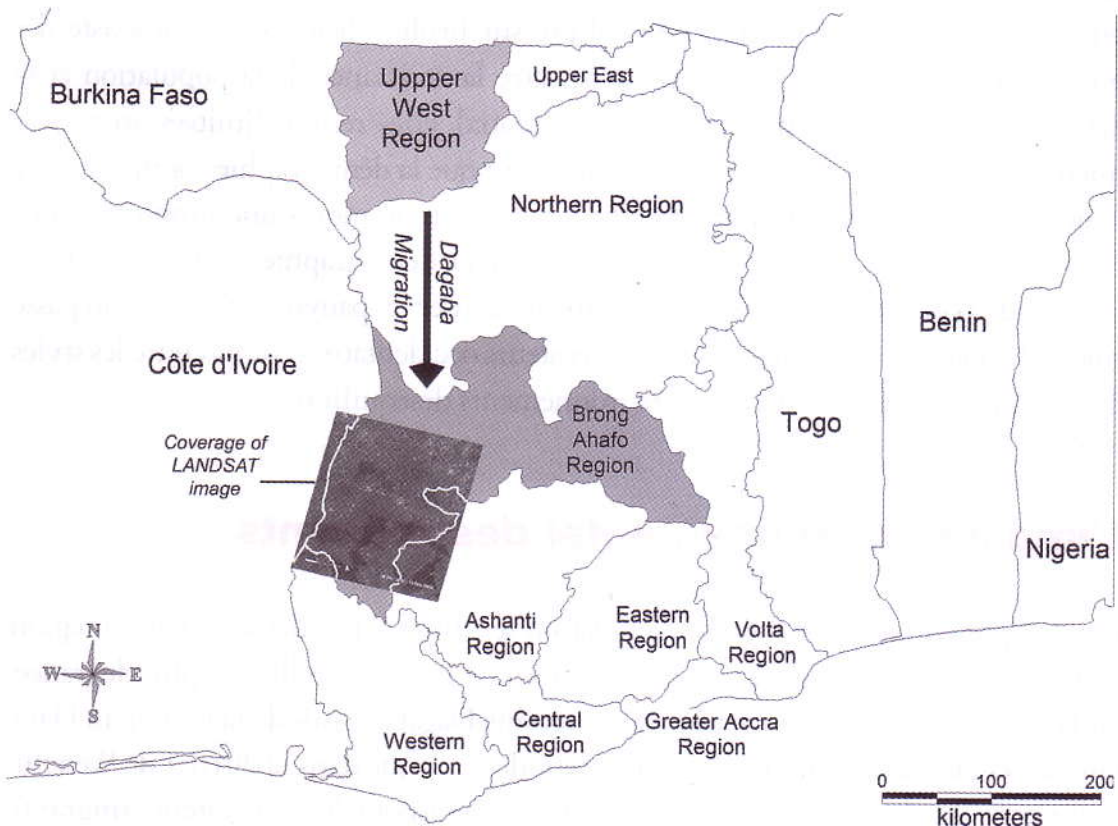 Burkina Faso
Uppper
West
Region
Upper East
Northern Region
Dagaba
Migration
Benin
Côte d'Ivoire
Togo
Brong
Ahafo
Region
Coverage of
LANDSAT
image
Nigeria
Ashanti
Region
Eastern
Region
Volta
Region
N
W
E
S
Central
Region
Greater Accra
Region
Western
Region
0 100 200
kilometers